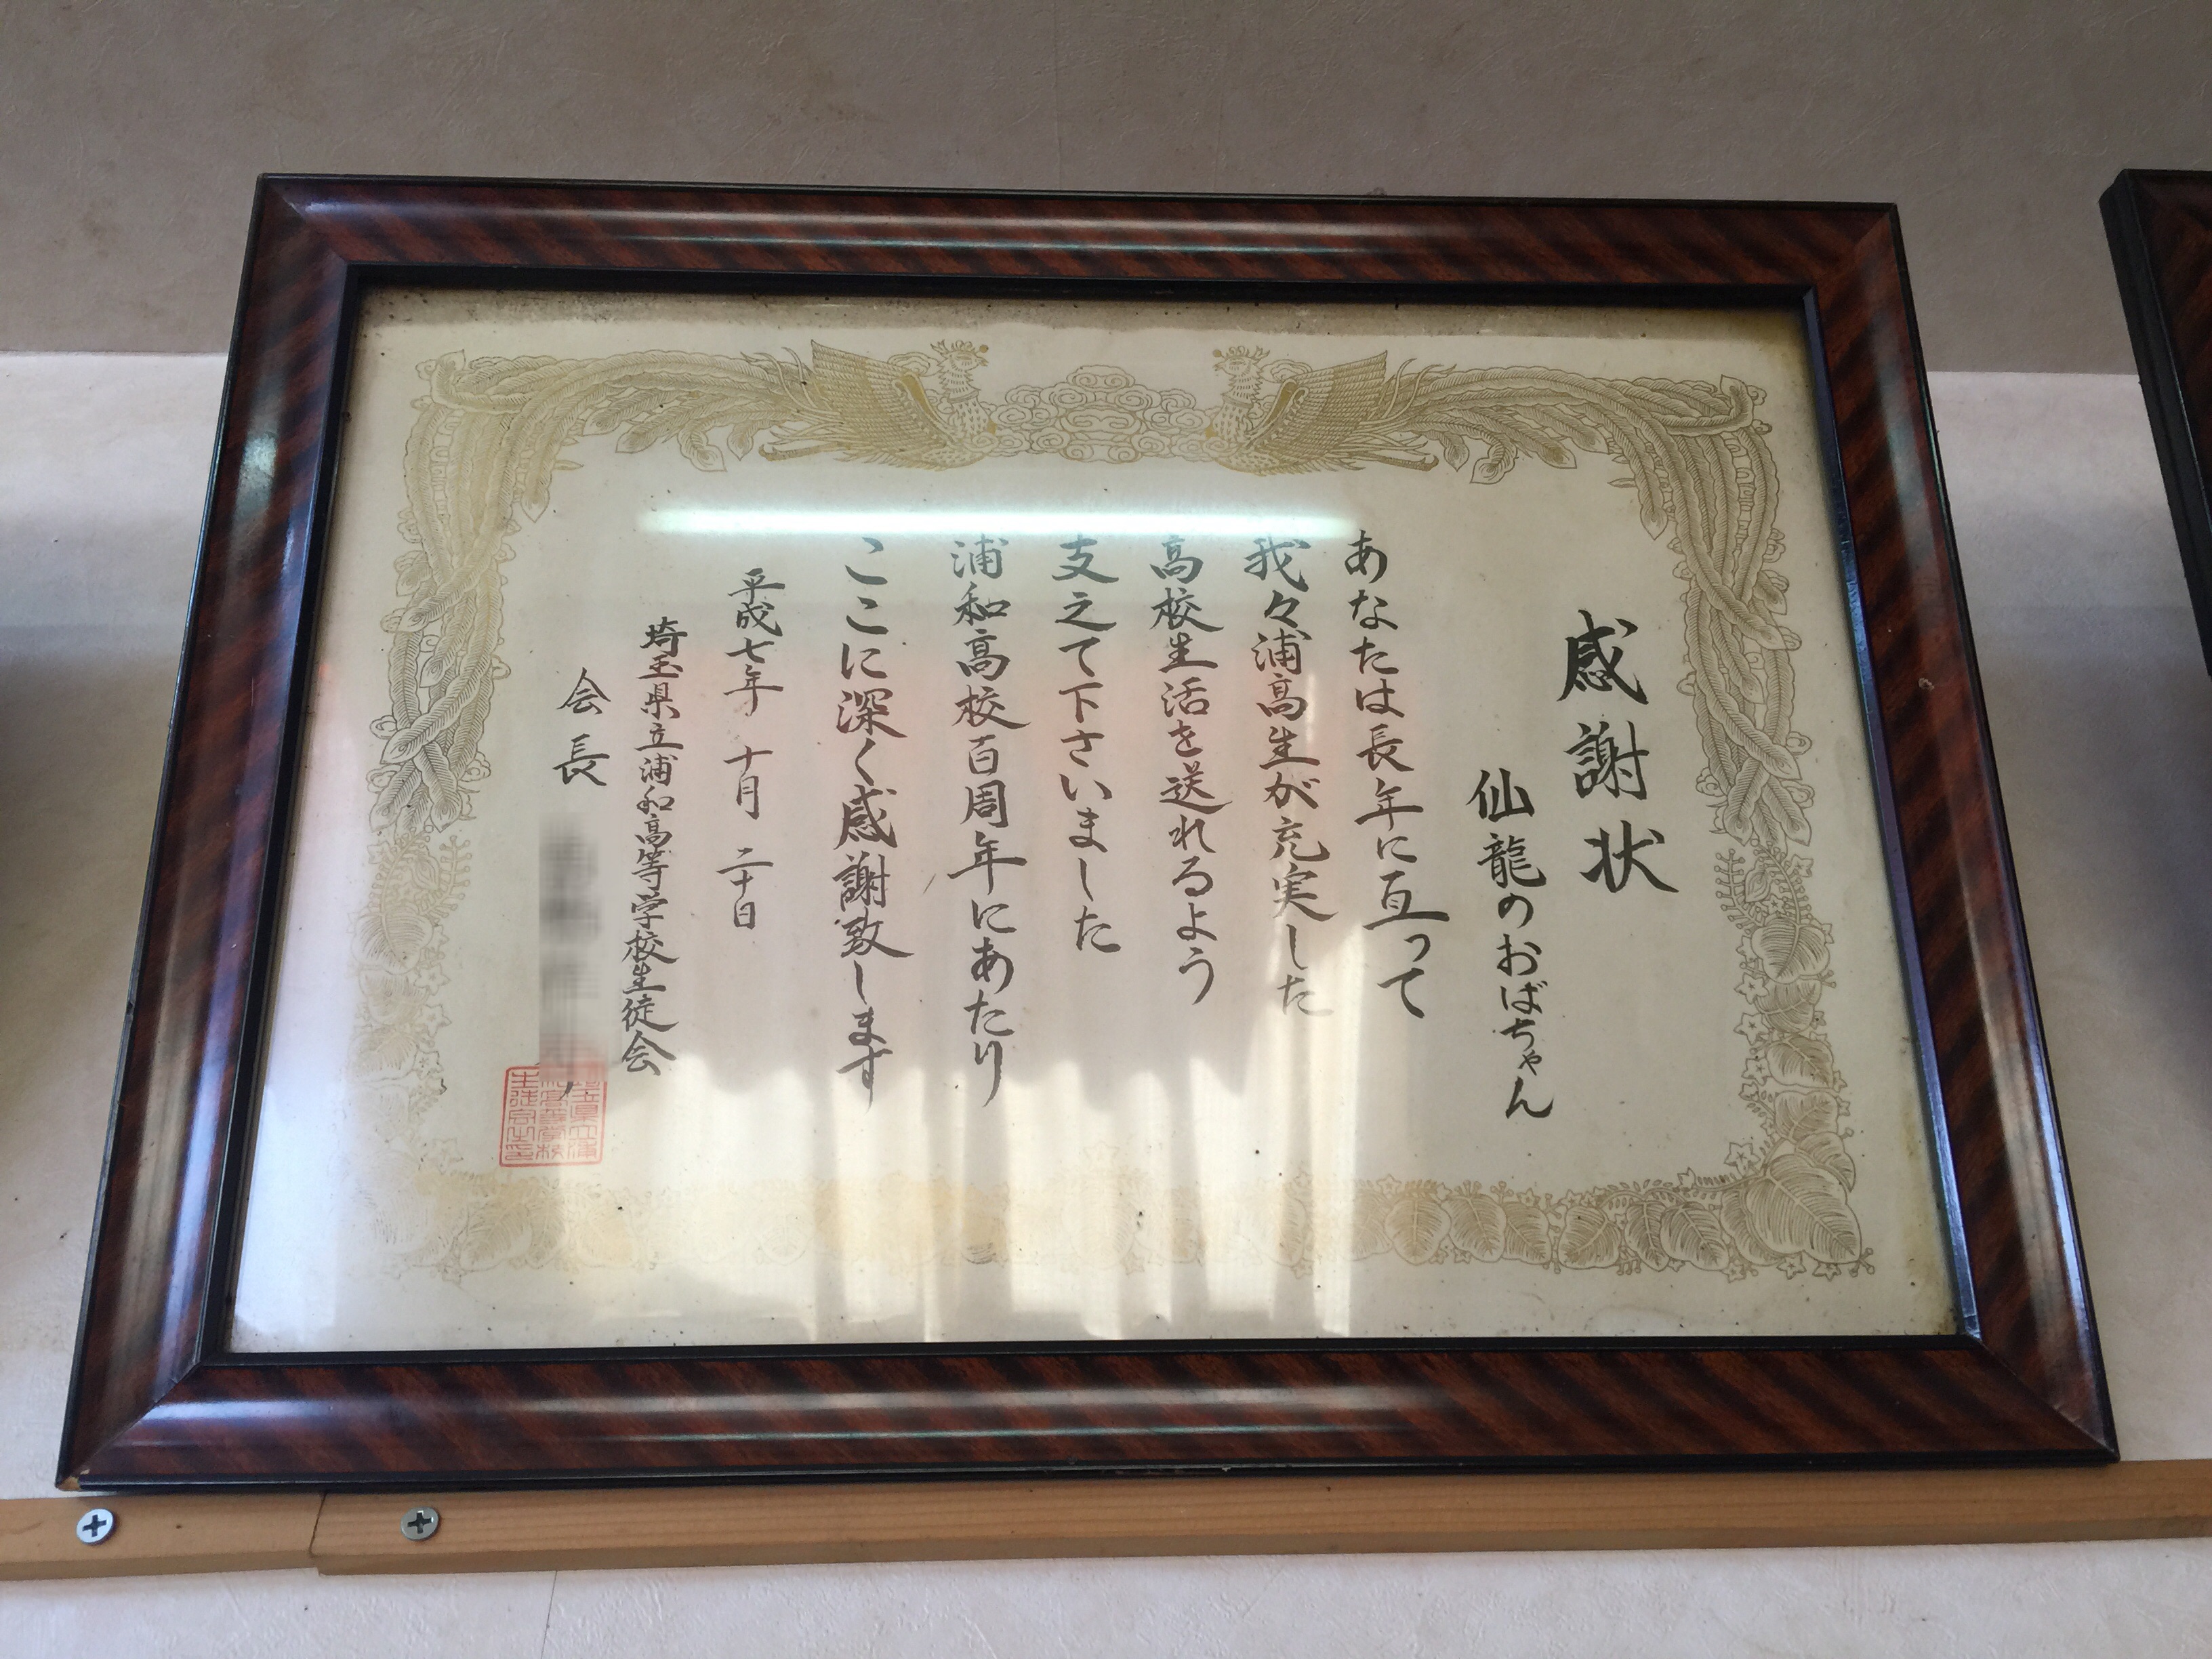 感謝状
仙龍のおばちゃん
あなたは長年に亙って
我々浦高生が充実した
高校生活を送れるよう
支えて下さいました
浦和高校百周年にあたり
ここに深く感謝致します
平成七年 十月 二十日
埼玉県立浦和高等学校生徒会
会長